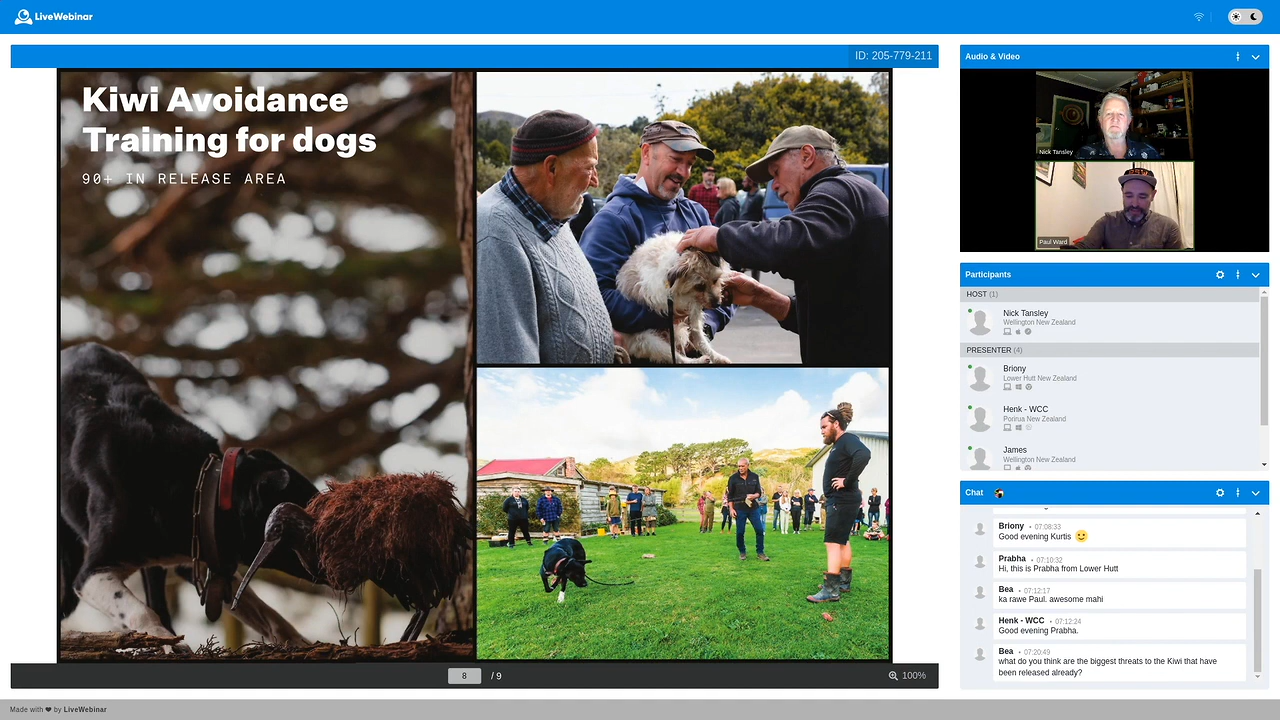 LiveWebinar
ID: 205-779-211
Kiwi Avoidance
Training for dogs
90+ IN RELEASE AREA
8 / 9
100%
Audio & Video
Nick Tansley
Paul Ward
Participants
HOST (1)
Nick Tansley
Wellington New Zealand
PRESENTER (4)
Briony
Lower Hutt New Zealand
Henk - WCC
Porirua New Zealand
James
Wellington New Zealand
Chat
Briony • 07:08:33
Good evening Kurtis
Prabha • 07:10:32
Hi, this is Prabha from Lower Hutt
Bea • 07:12:17
ka rawe Paul. awesome mahi
Henk - WCC • 07:12:24
Good evening Prabha.
Bea • 07:20:49
what do you think are the biggest threats to the Kiwi that have
been released already?
Made with ❤ by LiveWebinar